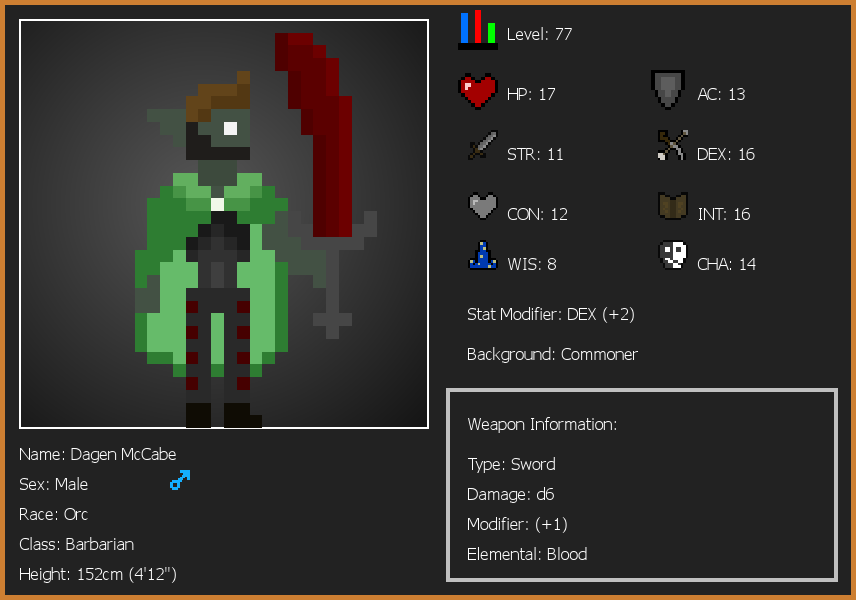 Level: 77
HP: 17
AC: 13
STR: 11
DEX: 16
CON: 12
INT: 16
WIS: 8
CHA: 14
Stat Modifier: DEX (+2)
Background: Commoner
Weapon Information:
Type: Sword
Damage: d6
Modifier: (+1)
Elemental: Blood
Name: Dagen McCabe
Sex: Male
Race: Orc
Class: Barbarian
Height: 152cm (4'12")